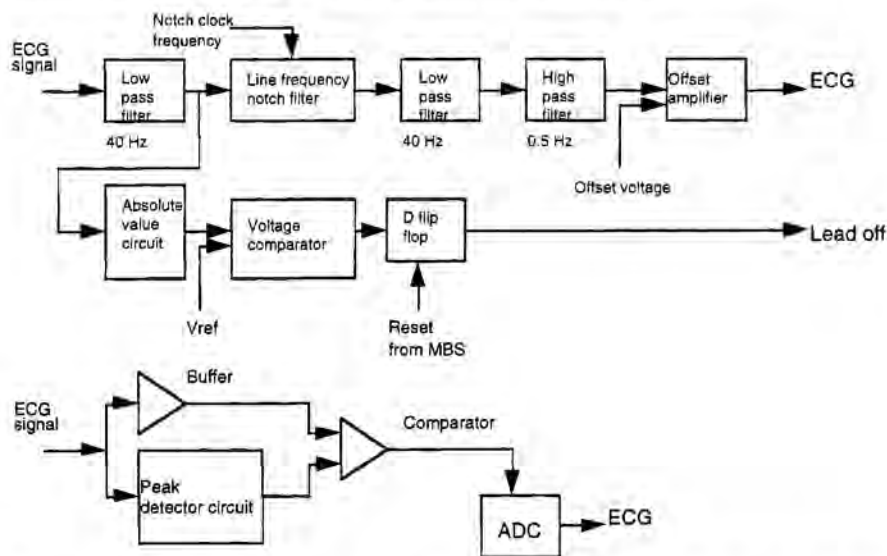 Notch clock
frequency
ECG
signal
Low
pass
filter
40 Hz
Line frequency
notch filter
Low
pass
filter
40 Hz
High
pass
filter
0.5 Hz
Offset
amplifier
ECG
Offset voltage
Absolute
value
circuit
Voltage
comparator
D flip
flop
Lead off
Vref
Reset
from MBS
Buffer
ECG
signal
Comparator
Peak
detector circuit
ADC
ECG